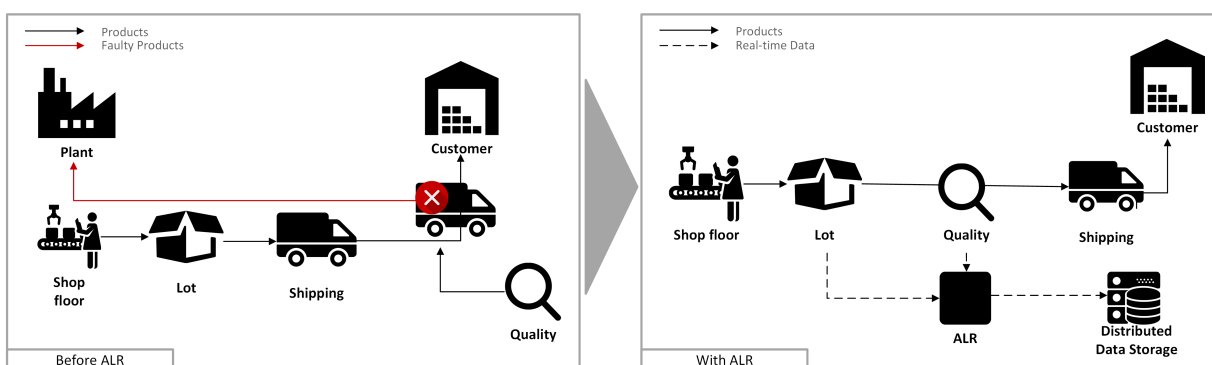 Products
Faulty Products
Plant
Customer
Shop
floor
Lot
Shipping
Quality
Before ALR
Products
Real-time Data
Customer
Shop floor
Lot
Quality
Shipping
ALR
Distributed
Data Storage
With ALR